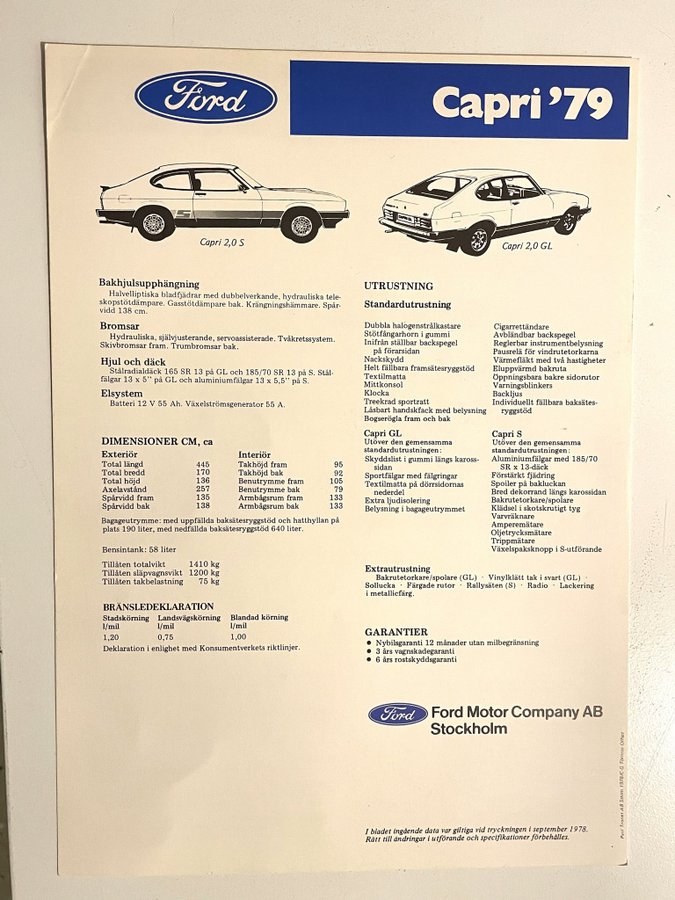 Ford
Capri ’79
Capri 2,0 S
Capri 2,0 GL
Bakhjulsupphängning
Halvelliptiska bladfjädrar med dubbelverkande, hydrauliska tele-
skopstötdämpare. Gasstötdämpare bak. Krängningshämmare. Spår-
vidd 138 cm.
Bromsar
Hydrauliska, självjusterande, servoassisterade. Tvåkretssystem.
Skivbromsar fram. Trumbromsar bak.
Hjul och däck
Stålradialdäck 165 SR 13 på GL och 185/70 SR 13 på S. Stål-
fälgar 13 x 5” på GL och aluminiumfälgar 13 x 5,5” på S.
Elsystem
Batteri 12 V 55 Ah. Växelströmsgenerator 55 A.
DIMENSIONER CM, ca
Exteriör
Total längd 445
Total bredd 170
Total höjd 136
Axelavstånd 257
Spårvidd fram 135
Spårvidd bak 138
Interiör
Takhöjd fram 95
Takhöjd bak 92
Benutrymme fram 105
Benutrymme bak 79
Armbågsrum fram 133
Armbågsrum bak 133
Bagageutrymme: med uppfällda baksätesryggstöd och hatthyllan på
plats 190 liter, med nedfällda baksätesryggstöd 640 liter.
Bensintank: 58 liter
Tillåten totalvikt 1410 kg
Tillåten släpvagnsvikt 1200 kg
Tillåten takbelastning 75 kg
BRÄNSLEDEKLARATION
Stadskörning Landsvägskörning Blandad körning
l/mil l/mil l/mil
1,20 0,75 1,00
Deklaration i enlighet med Konsumentverkets riktlinjer.
UTRUSTNING
Standardutrustning
Dubbla halogenstrålkastare
Stötfångarhorn i gummi
Inifrån ställbar backspegel
på förarsidan
Nackskydd
Helt fällbara framsätesryggstöd
Textilmatta
Mittkonsol
Klocka
Treekrad sportratt
Låsbart handskfack med belysning
Bogserögla fram och bak
Cigarrettändare
Avbländbar backspegel
Reglerbar instrumentbelysning
Pausrelä för vindrutetorkarna
Värmefläkt med två hastigheter
Eluppvärmd bakruta
Öppningsbara bakre sidorutor
Varningsblinkers
Backljus
Individuellt fällbara baksätes-
ryggstöd
Capri GL
Utöver den gemensamma
standardutrustningen:
Skyddslist i gummi längs kaross-
sidan
Sportfälgar med fälgringar
Textilmatta på dörrsidornas
nederdel
Extra ljudisolering
Belysning i bagageutrymmet
Capri S
Utöver den gemensamma
standardutrustningen:
Aluminiumfälgar med 185/70
SR x 13-däck
Förstärkt fjädring
Spoiler på bakluckan
Bred dekorrand längs karossidan
Bakrutetorkare/spolare
Klädsel i skotskrutigt tyg
Varvräknare
Amperemätare
Oljetrycksmätare
Trippmätare
Växelspaksknopp i S-utförande
Extrautrustning
Bakrutetorkare/spolare (GL) · Vinylklätt tak i svart (GL) ·
Sollucka · Färgade rutor · Rallysäten (S) · Radio · Lackering
i metallicfärg.
GARANTIER
● Nybilsgaranti 12 månader utan milbegränsning
● 3 års vagnskadegaranti
● 6 års rostskyddsgaranti
Ford
Ford Motor Company AB
Stockholm
I bladet ingående data var giltiga vid tryckningen i september 1978.
Rätt till ändringar i utförande och specifikationer förbehålles.